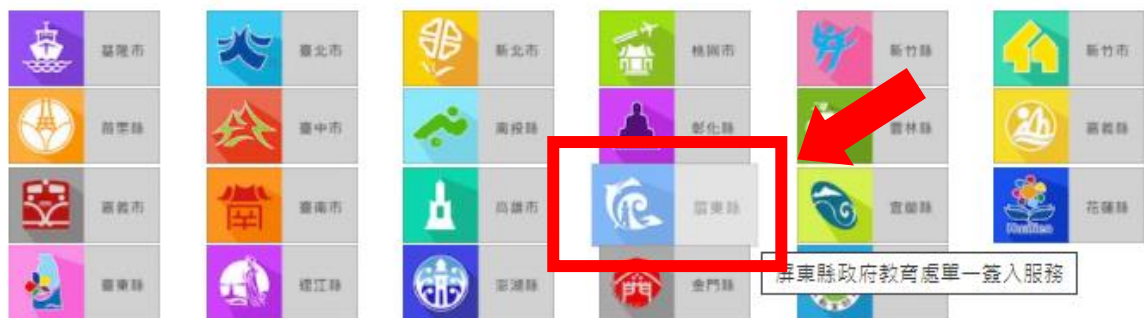 基隆市
臺北市
新北市
桃園市
新竹縣
新竹市
苗栗縣
臺中市
南投縣
彰化縣
雲林縣
嘉義縣
嘉義市
臺南市
高雄市
屏東縣
宜蘭縣
Hualien
花蓮縣
臺東縣
連江縣
澎湖縣
金門縣
屏東縣政府教育處單一簽入服務